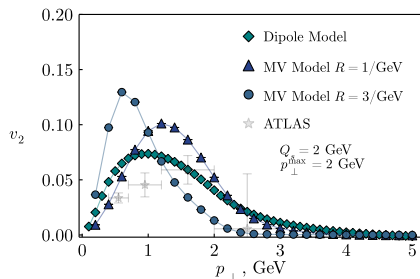 0.20
0.15
0.10
0.05
0.00
v₂
0 1 2 3 4 5
p⊥, GeV
Dipole Model
MV Model R = 1/GeV
MV Model R = 3/GeV
ATLAS
Qₛ = 2 GeV
p⊥^max = 2 GeV